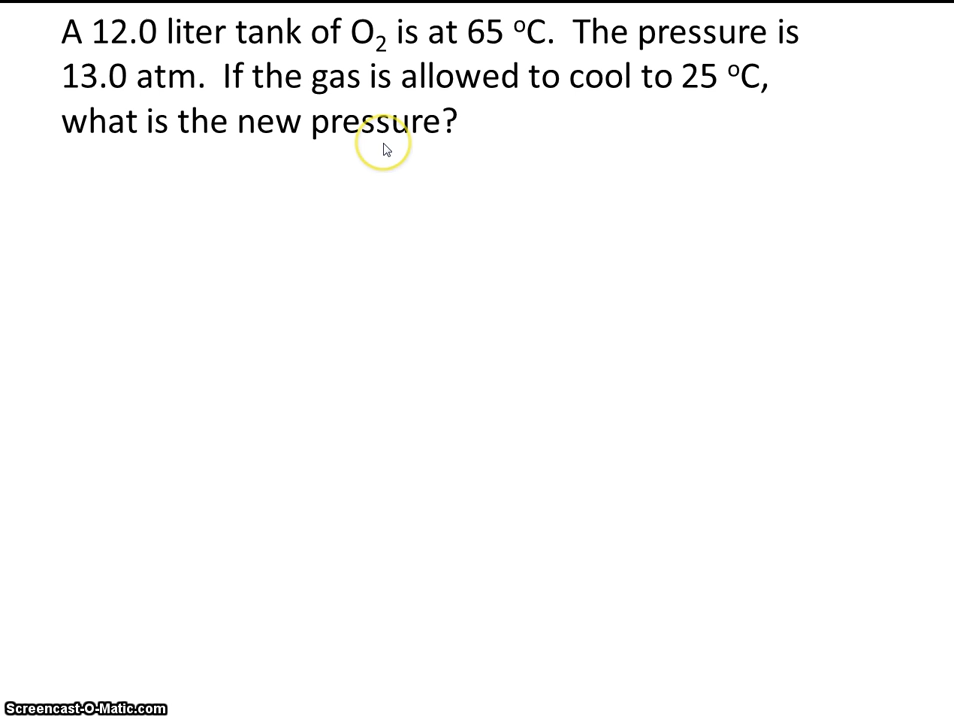 A 12.0 liter tank of O₂ is at 65 ºC.  The pressure is
13.0 atm.  If the gas is allowed to cool to 25 ºC,
what is the new pressure?
Screencast-O-Matic.com